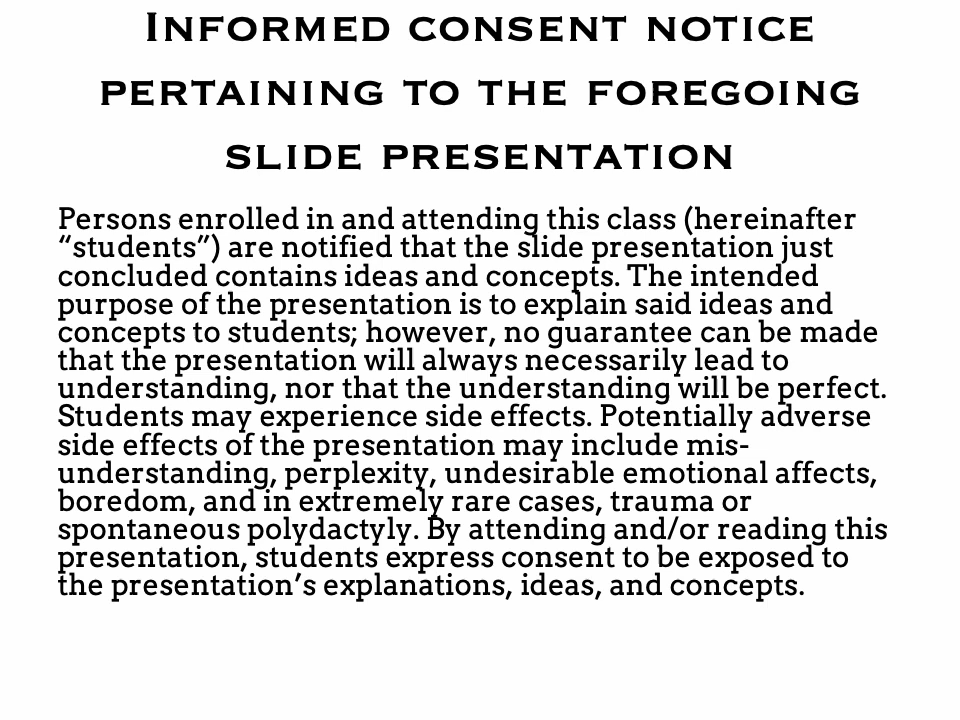 Informed consent notice
pertaining to the foregoing
slide presentation
Persons enrolled in and attending this class (hereinafter
“students”) are notified that the slide presentation just
concluded contains ideas and concepts. The intended
purpose of the presentation is to explain said ideas and
concepts to students; however, no guarantee can be made
that the presentation will always necessarily lead to
understanding, nor that the understanding will be perfect.
Students may experience side effects. Potentially adverse
side effects of the presentation may include mis-
understanding, perplexity, undesirable emotional affects,
boredom, and in extremely rare cases, trauma or
spontaneous polydactyly. By attending and/or reading this
presentation, students express consent to be exposed to
the presentation’s explanations, ideas, and concepts.